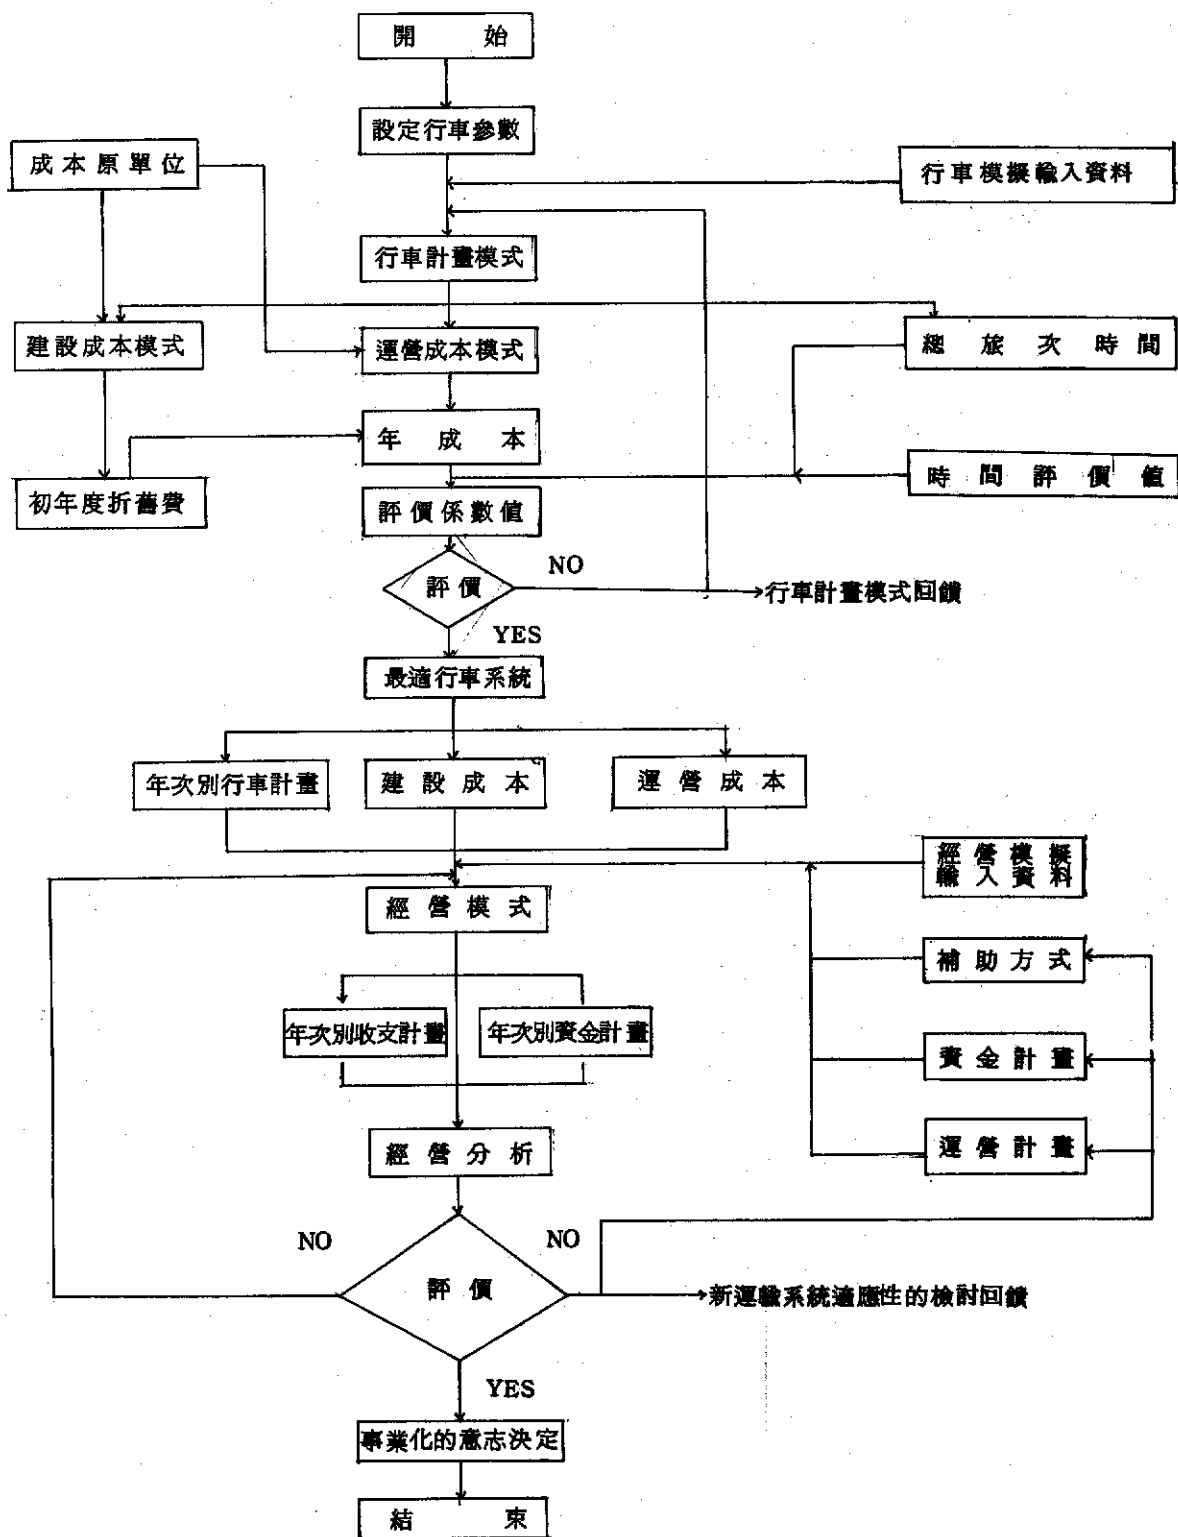 開始
設定行車參數
成本原單位
行車模擬輸入資料
行車計畫模式
建設成本模式
運營成本模式
總旅次時間
年成本
初年度折舊費
評價係數值
時間評價值
評價
NO
行車計畫模式回饋
YES
最適行車系統
年次別行車計畫
建設成本
運營成本
經營模擬
輸入資料
經營模式
補助方式
年次別收支計畫
年次別資金計畫
資金計畫
經營分析
運營計畫
NO
NO
評價
新運輸系統適應性的檢討回饋
YES
事業化的意志決定
結束